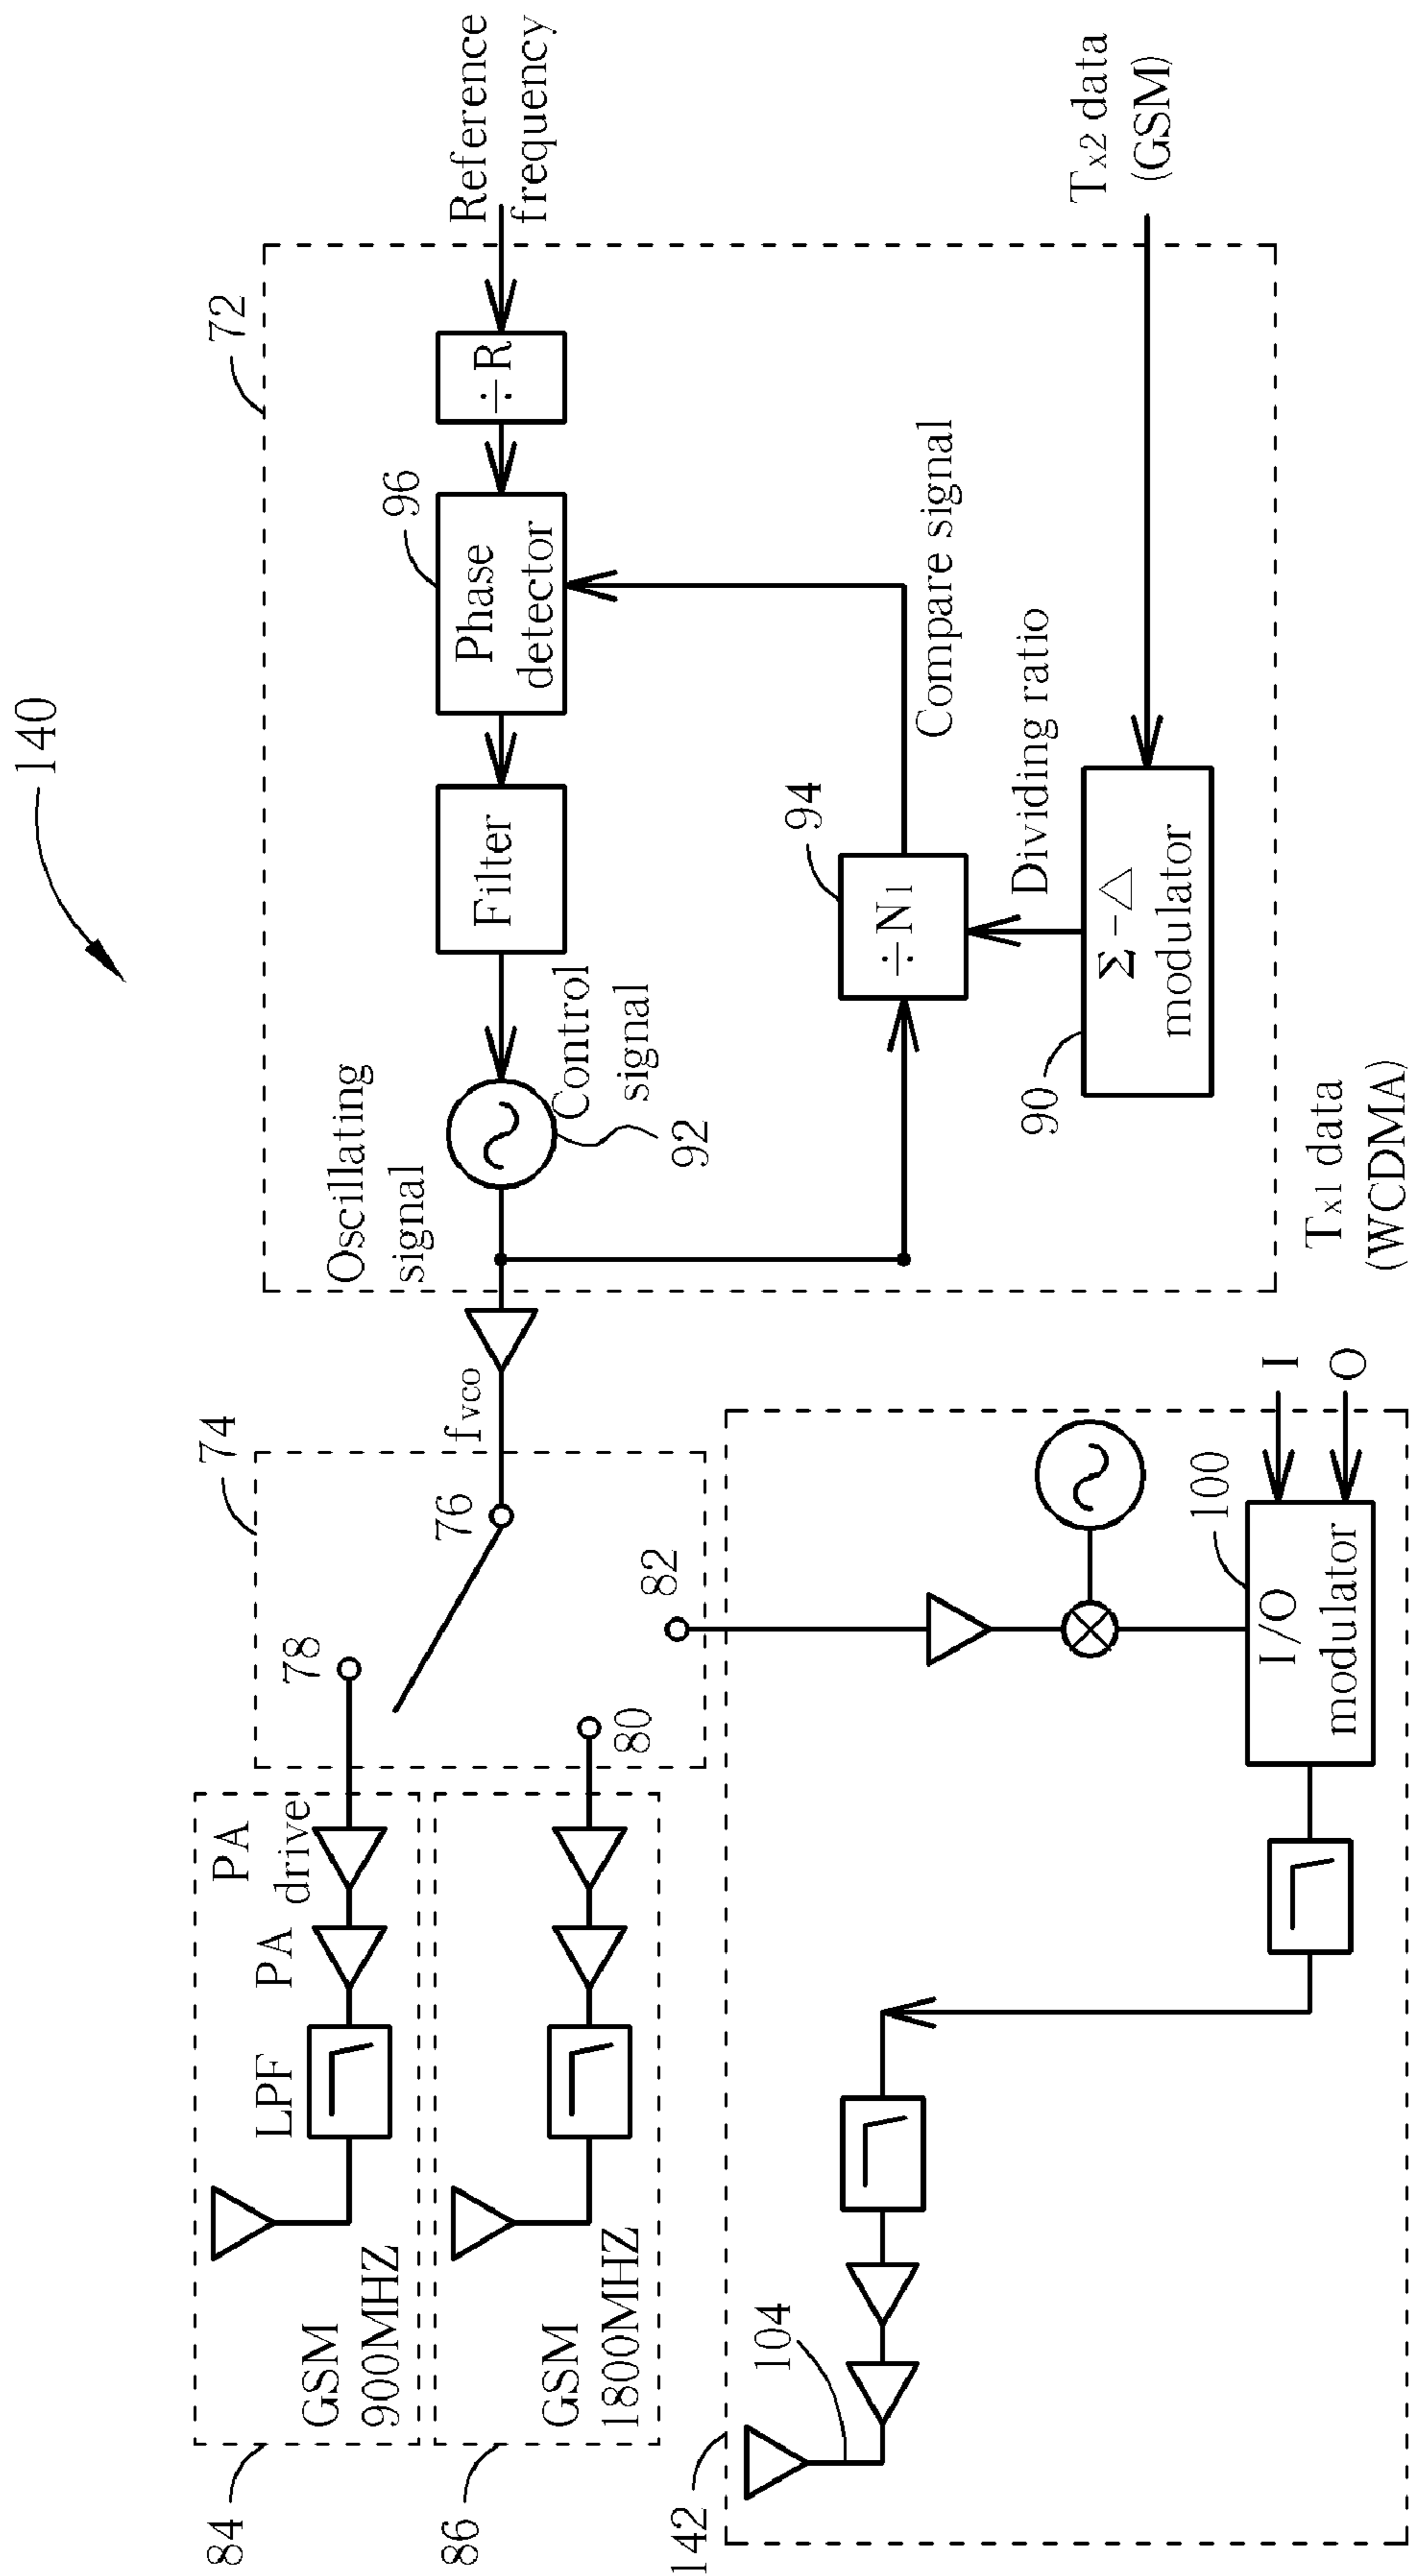 140
72
Reference
frequency
÷R
96
Phase
detector
Filter
Control
signal
92
Oscillating
signal
94
÷N1
Compare signal
Dividing ratio
Σ-△
modulator
90
Tx2 data
(GSM)
fvco
74
76
78
80
82
PA
drive
PA
LPF
GSM
900MHZ
84
GSM
1800MHZ
86
Tx1 data
(WCDMA)
I
O
100
I/O
modulator
104
142